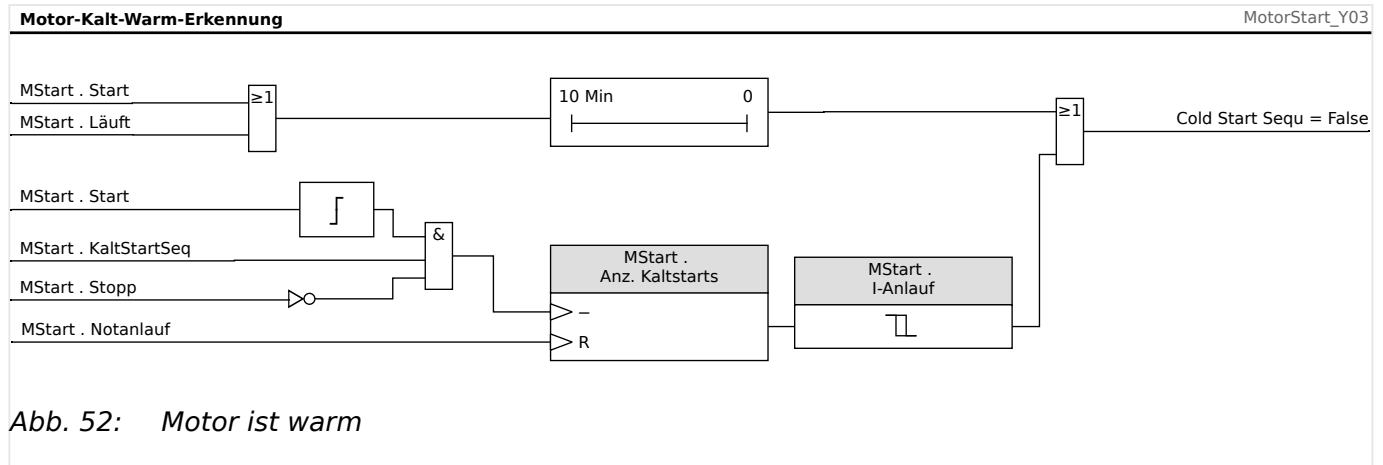 Motor-Kalt-Warm-Erkennung
MotorStart_Y03
MStart . Start
MStart . Läuft
≥1
10 Min 0
≥1
Cold Start Sequ = False
MStart . Start
MStart . KaltStartSeq
MStart . Stopp
MStart . Notanlauf
&
MStart .
Anz. Kaltstarts
−
R
MStart .
I-Anlauf
Abb. 52: Motor ist warm